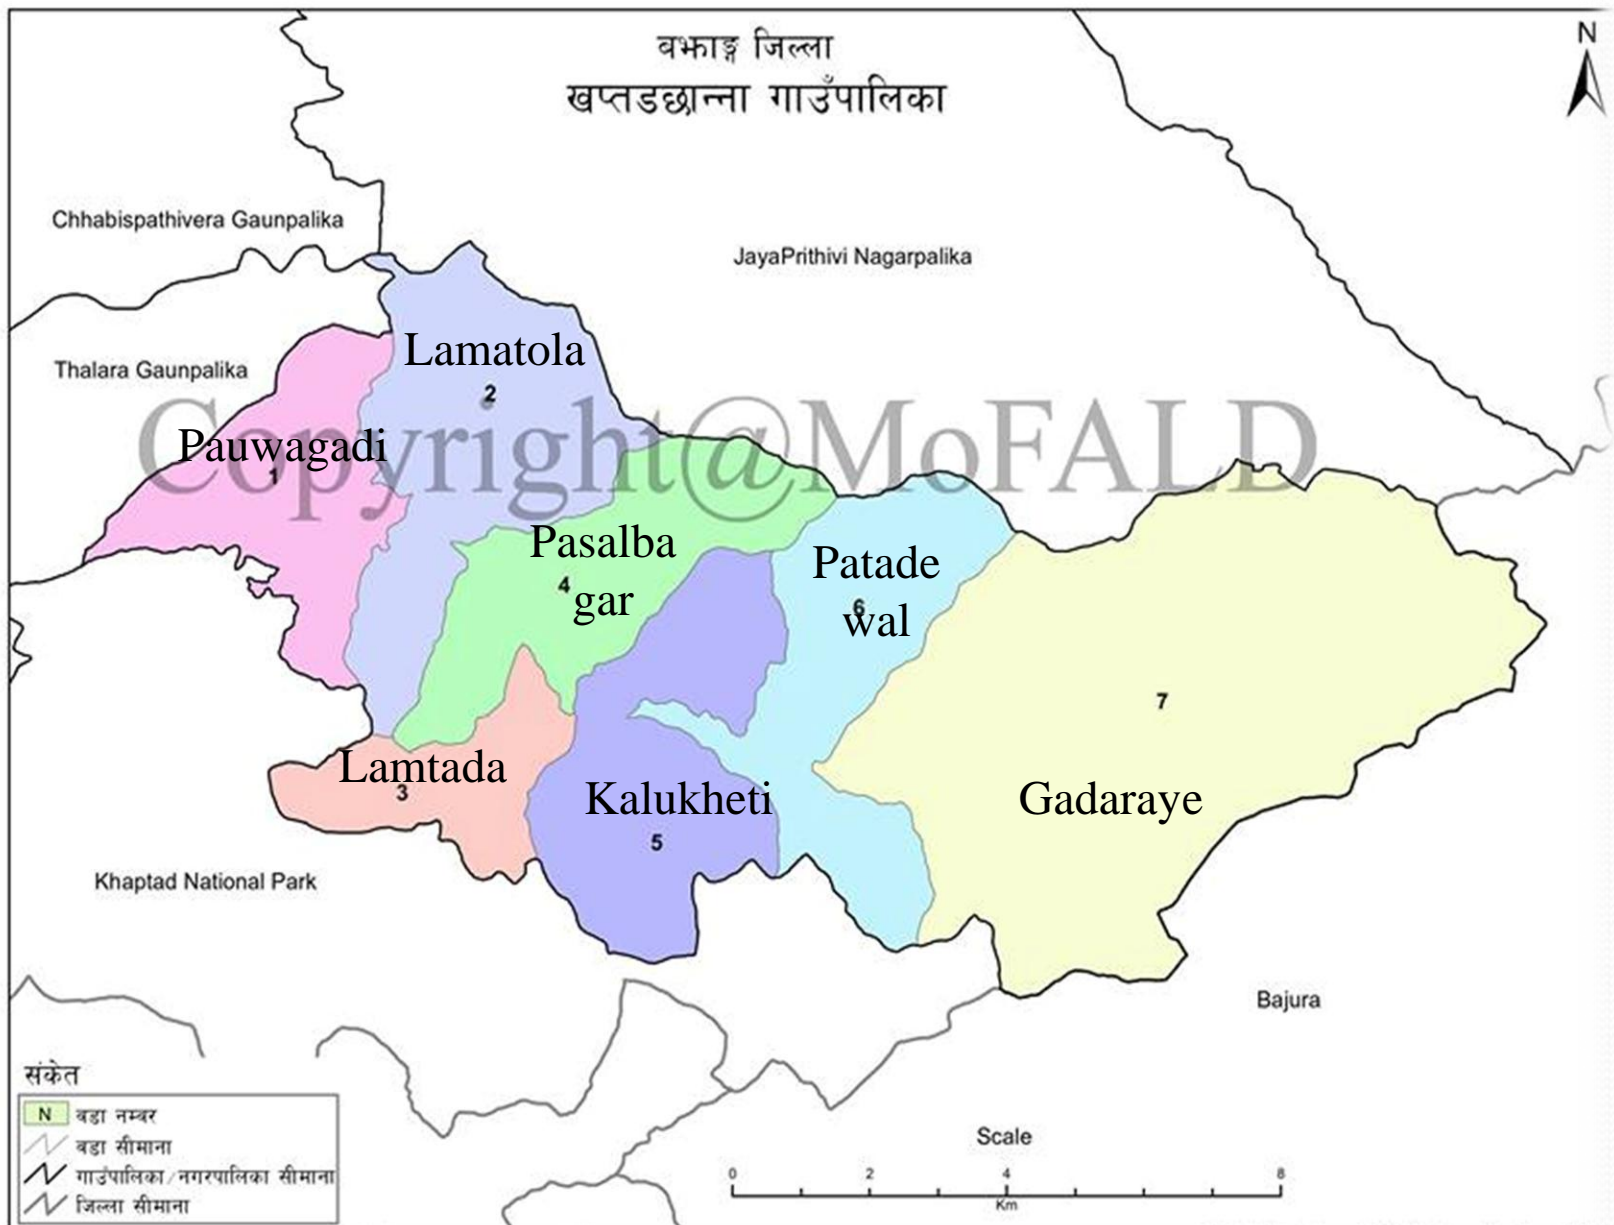 बझाङ्ग जिल्ला
खप्तडछान्ना गाउँपालिका
N
Chhabispathivera Gaunpalika
JayaPrithivi Nagarpalika
Thalara Gaunpalika
Lamatola
2
Copyright@MoFALD
Pauwagadi
1
Pasalba
gar
4
Patade
wal
6
7
Lamtada
3
Kalukheti
5
Gadaraye
Khaptad National Park
Bajura
संकेत
N वडा नम्बर
वडा सीमाना
गाउंपालिका/नगरपालिका सीमाना
जिल्ला सीमाना
Scale
0 2 4 8
Km